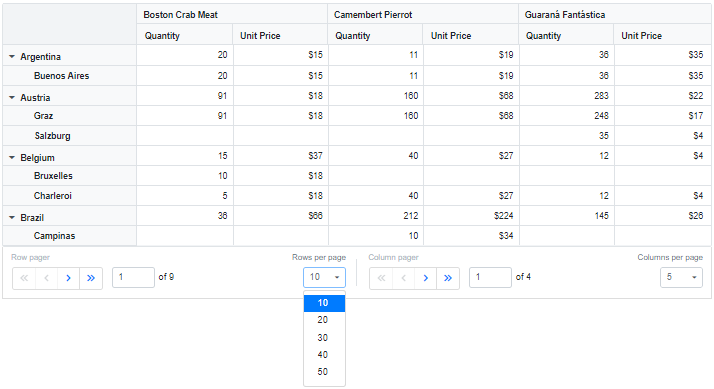 Boston Crab Meat Camembert Pierrot Guaraná Fantástica
Quantity Unit Price Quantity Unit Price Quantity Unit Price
Argentina 20 $15 11 $19 36 $35
Buenos Aires 20 $15 11 $19 36 $35
Austria 91 $18 160 $68 283 $22
Graz 91 $18 160 $68 248 $17
Salzburg 35 $4
Belgium 15 $37 40 $27 12 $4
Bruxelles 10 $18
Charleroi 5 $18 40 $27 12 $4
Brazil 36 $66 212 $224 145 $26
Campinas 10 $34
Row pager Rows per page Column pager Columns per page
1 of 9 10 1 of 4 5
10
20
30
40
50